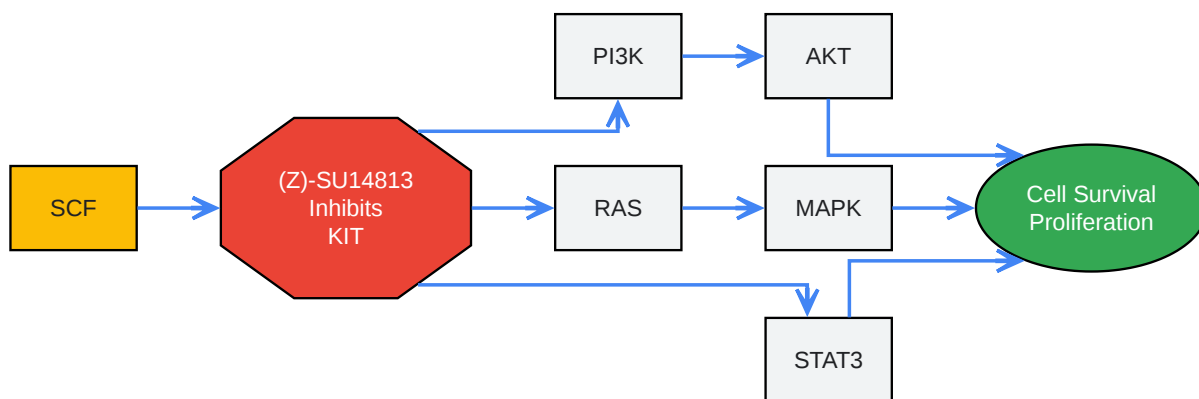 PI3K
AKT
SCF
(Z)-SU14813
Inhibits
KIT
RAS
MAPK
Cell Survival
Proliferation
STAT3